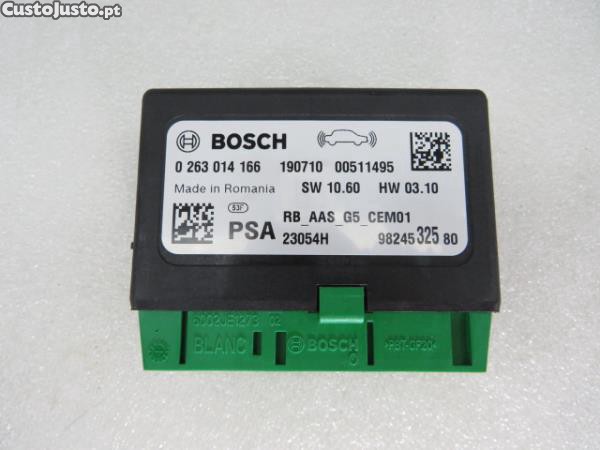 CustoJusto.pt
BOSCH
0 263 014 166 190710 00511495
Made in Romania SW 10.60 HW 03.10
53F RB_AAS_G5_CEM01
PSA 23054H 98245 325 80
BLANC BOSCH